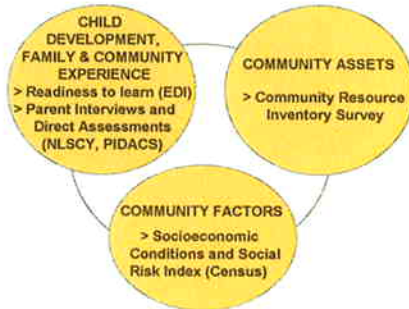 CHILD
DEVELOPMENT,
FAMILY & COMMUNITY
EXPERIENCE
> Readiness to learn (EDI)
> Parent Interviews and
Direct Assessments
(NLSCY, PIDACS)
COMMUNITY ASSETS
> Community Resource
Inventory Survey
COMMUNITY FACTORS
> Socioeconomic
Conditions and Social
Risk Index (Census)